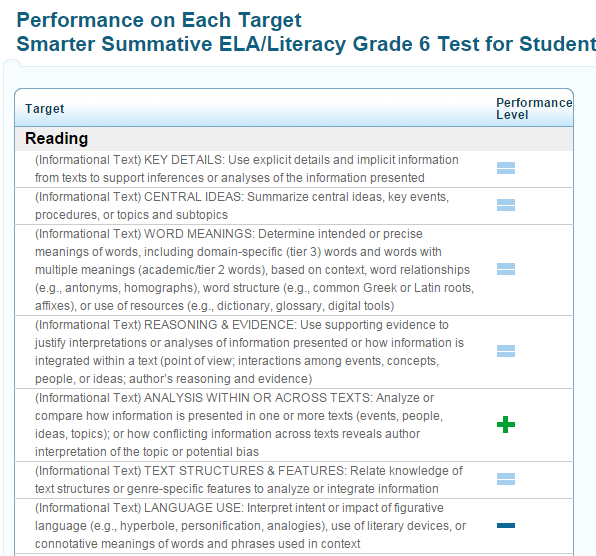 Performance on Each Target
Smarter Summative ELA/Literacy Grade 6 Test for Student
Target
Performance
Level
Reading
(Informational Text) KEY DETAILS: Use explicit details and implicit information
from texts to support inferences or analyses of the information presented
(Informational Text) CENTRAL IDEAS: Summarize central ideas, key events,
procedures, or topics and subtopics
(Informational Text) WORD MEANINGS: Determine intended or precise
meanings of words, including domain-specific (tier 3) words and words with
multiple meanings (academic/tier 2 words), based on context, word relationships
(e.g., antonyms, homographs), word structure (e.g., common Greek or Latin roots,
affixes), or use of resources (e.g., dictionary, glossary, digital tools)
(Informational Text) REASONING & EVIDENCE: Use supporting evidence to
justify interpretations or analyses of information presented or how information is
integrated within a text (point of view; interactions among events, concepts,
people, or ideas; author's reasoning and evidence)
(Informational Text) ANALYSIS WITHIN OR ACROSS TEXTS: Analyze or
compare how information is presented in one or more texts (events, people,
ideas, topics); or how conflicting information across texts reveals author
interpretation of the topic or potential bias
(Informational Text) TEXT STRUCTURES & FEATURES: Relate knowledge of
text structures or genre-specific features to analyze or integrate information
(Informational Text) LANGUAGE USE: Interpret intent or impact of figurative
language (e.g., hyperbole, personification, analogies), use of literary devices, or
connotative meanings of words and phrases used in context